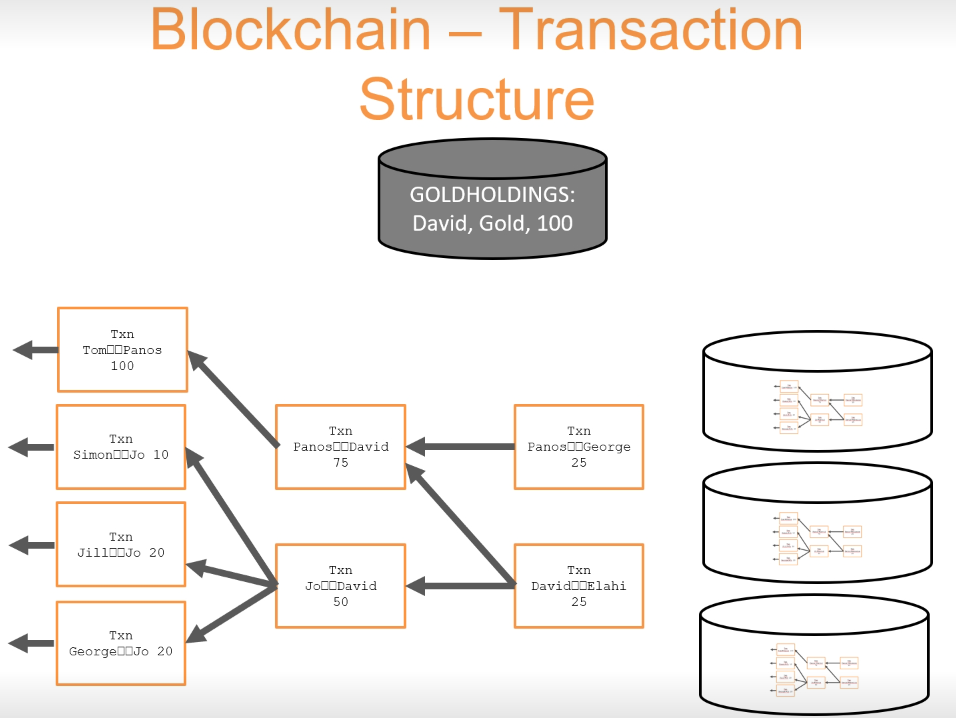 Blockchain – Transaction
Structure
GOLDHOLDINGS:
David, Gold, 100
Txn
Tom□□Panos
100
Txn
Simon□□Jo 10
Txn
Jill□□Jo 20
Txn
George□□Jo 20
Txn
Panos□□David
75
Txn
Jo□□David
50
Txn
Panos□□George
25
Txn
David□□Elahi
25